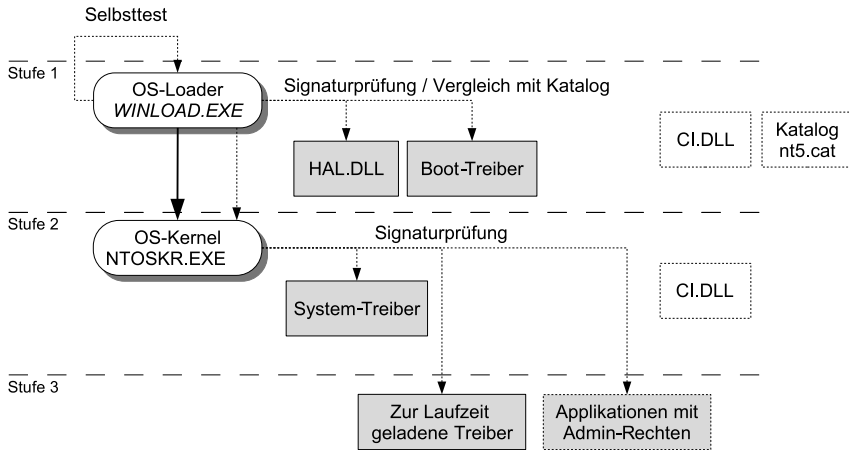 Selbsttest
Stufe 1
OS-Loader
WINLOAD.EXE
Signaturprüfung / Vergleich mit Katalog
HAL.DLL
Boot-Treiber
CI.DLL
Katalog
nt5.cat
Stufe 2
OS-Kernel
NTOSKR.EXE
Signaturprüfung
System-Treiber
CI.DLL
Stufe 3
Zur Laufzeit
geladene Treiber
Applikationen mit
Admin-Rechten